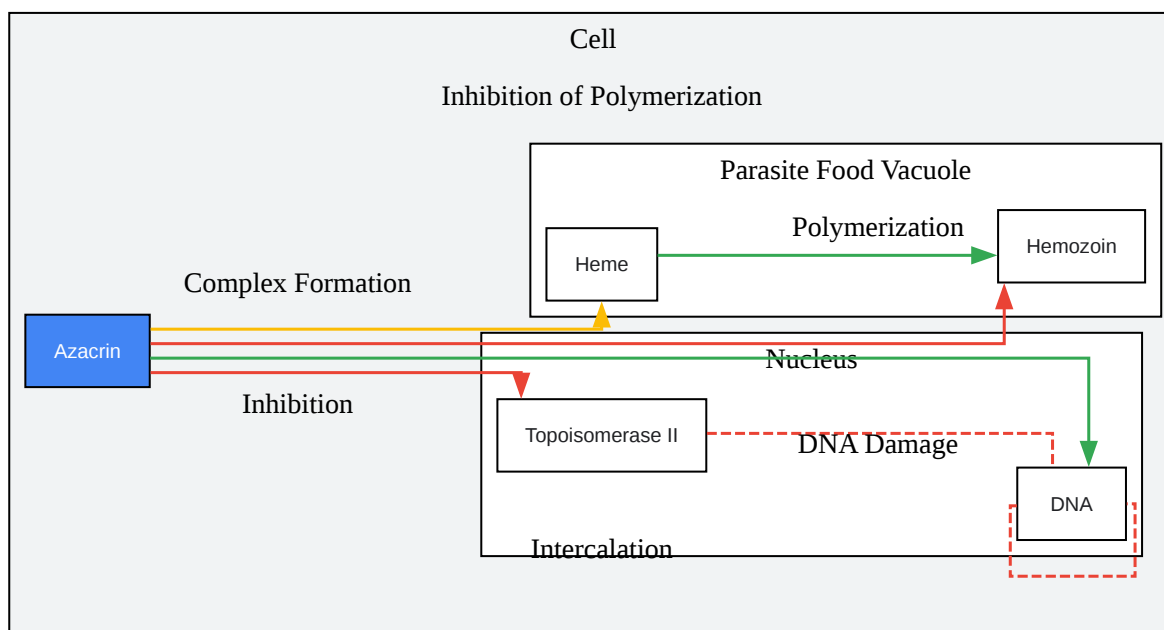 Cell
Inhibition of Polymerization
Parasite Food Vacuole
Polymerization
Hemozoin
Heme
Complex Formation
Azacrin
Nucleus
Inhibition
Topoisomerase II
DNA Damage
DNA
Intercalation